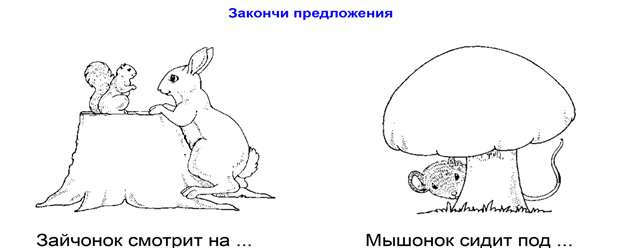 Закончи предложения
Зайчонок смотрит на ...
Мышонок сидит под ...